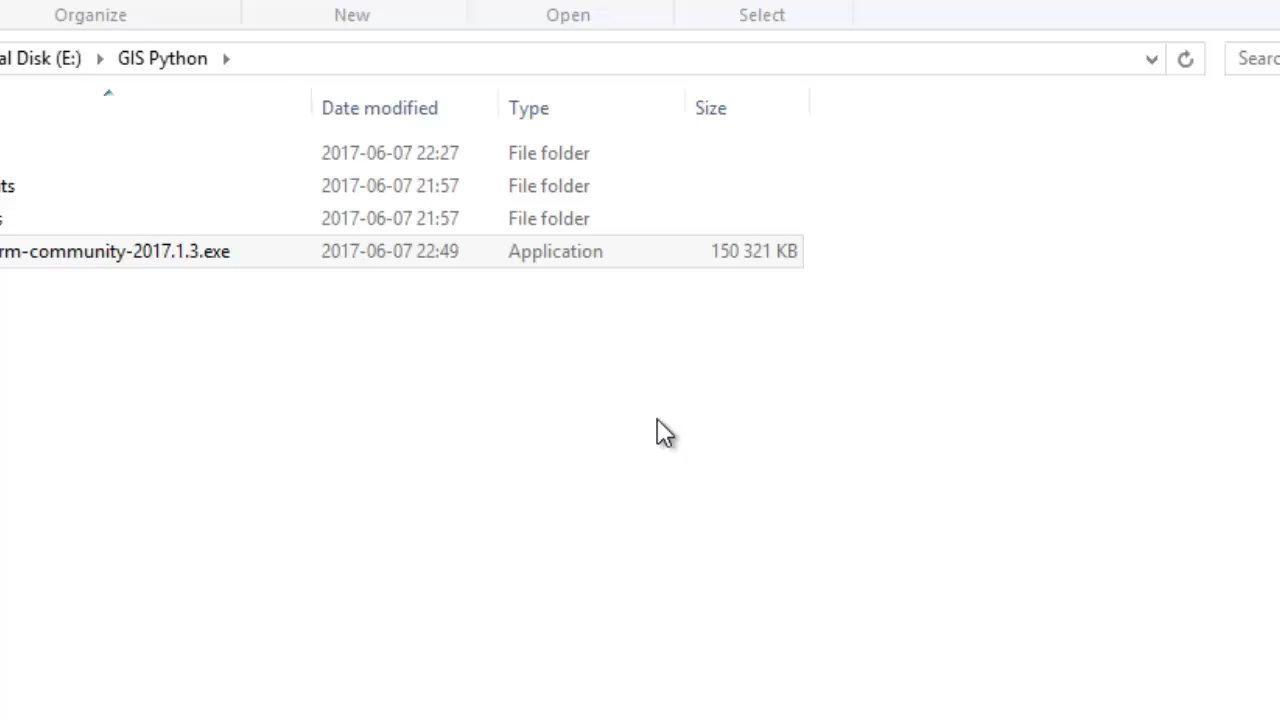 Organize New Open Select
al Disk (E:) GIS Python Searc
Date modified Type Size
2017-06-07 22:27 File folder
ts 2017-06-07 21:57 File folder
s 2017-06-07 21:57 File folder
rm-community-2017.1.3.exe 2017-06-07 22:49 Application 150 321 KB